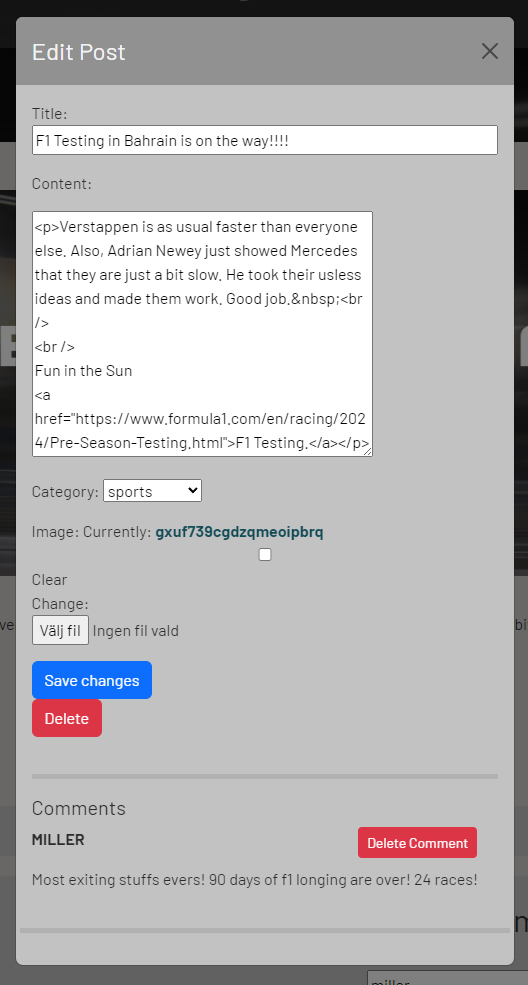 Edit Post
Title:
F1 Testing in Bahrain is on the way!!!!
Content:
<p>Verstappen is as usual faster than everyone
else. Also, Adrian Newey just showed Mercedes
that they are just a bit slow. He took their usless
ideas and made them work. Good job.&nbsp;<br
/>
<br />
Fun in the Sun
<a
href="https://www.formula1.com/en/racing/202
4/Pre-Season-Testing.html">F1 Testing.</a></p>
Category: sports
Image: Currently: gxuf739cgdzqmeoipbrq
Clear
Change:
Välj fil Ingen fil vald
Save changes
Delete
Comments
MILLER
Delete Comment
Most exiting stuffs evers! 90 days of f1 longing are over! 24 races!
miller